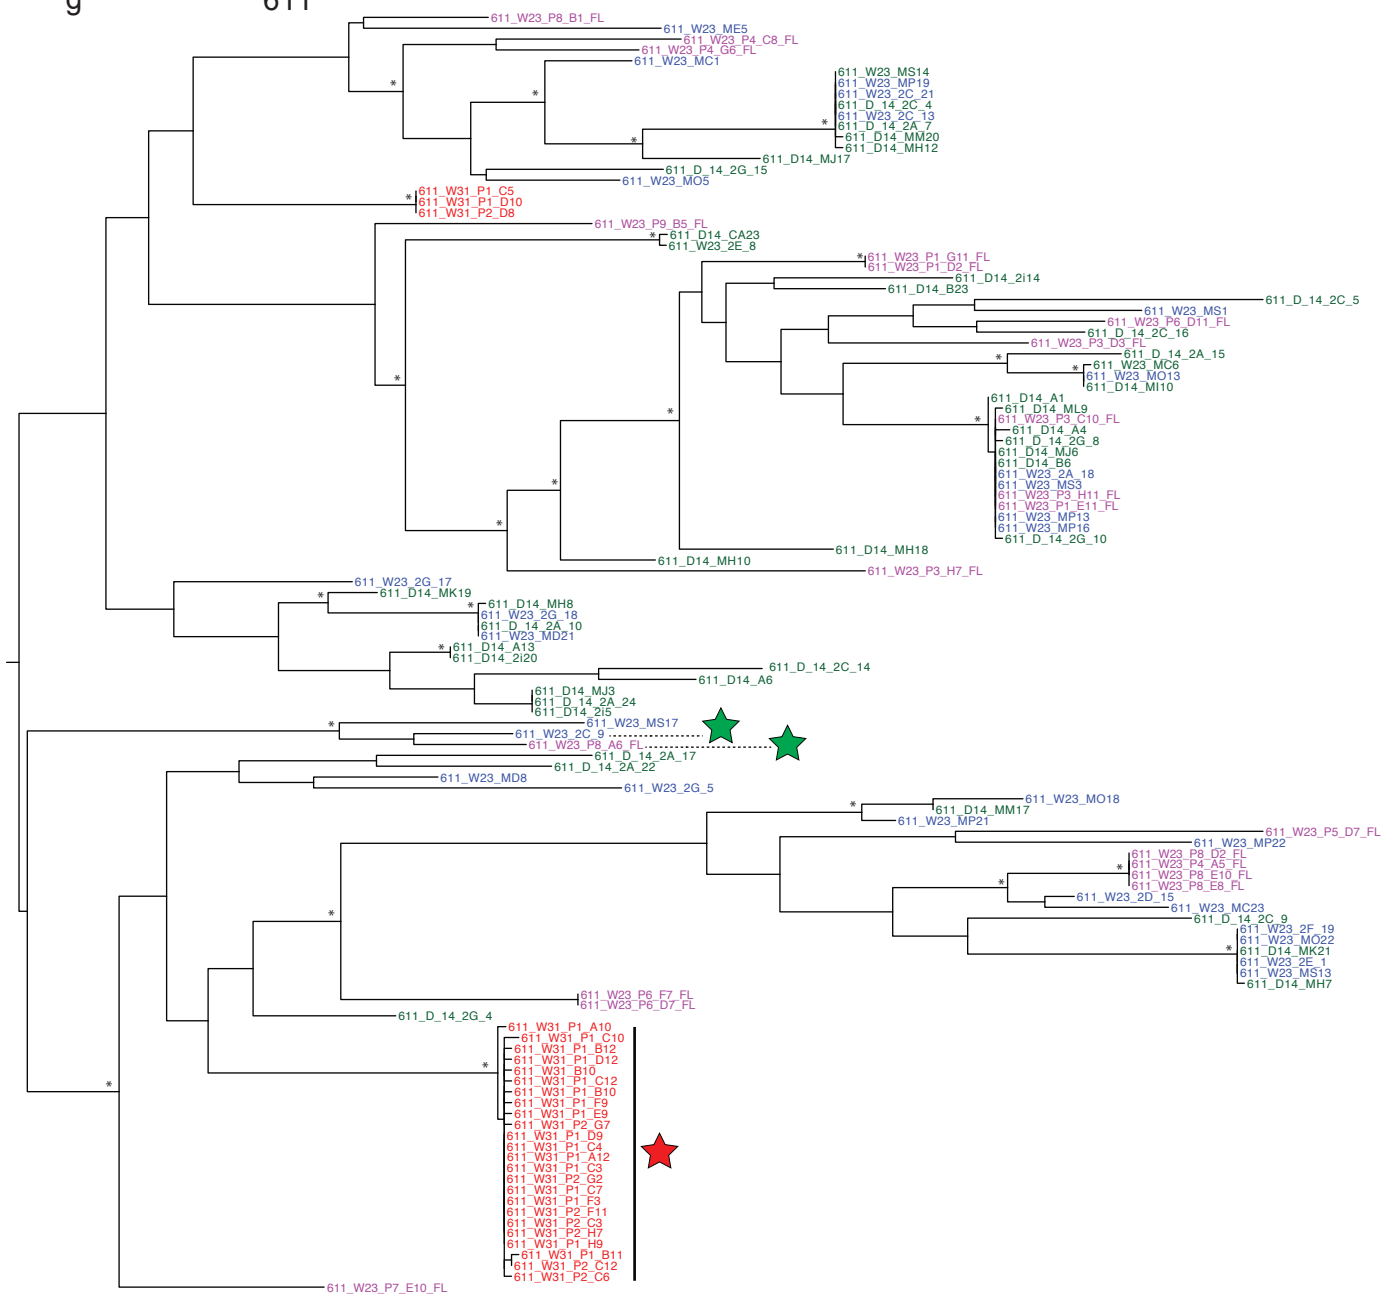 g 611
611_W23_P8_B1_FL
611_W23_ME5
611_W23_P4_C8_FL
611_W23_P4_G6_FL
611_W23_MC1
611_W23_MS14
611_W23_MP19
611_W23_2C_21
611_D_14_2C_4
611_W23_2C_13
611_D_14_2A_7
611_D14_MM20
611_D14_MH12
611_D14_MJ17
611_D_14_2G_15
611_W23_MO5
611_W31_P1_C5
611_W31_P1_D10
611_W31_P2_D8
611_W23_P9_B5_FL
611_D14_CA23
611_W23_2E_8
611_W23_P1_G11_FL
611_W23_P1_D2_FL
611_D14_2i14
611_D14_B23
611_D_14_2C_5
611_W23_MS1
611_W23_P6_D11_FL
611_D_14_2C_16
611_W23_P3_D3_FL
611_D_14_2A_15
611_W23_MC6
611_W23_MO13
611_D14_MI10
611_D14_A1
611_D14_ML9
611_W23_P3_C10_FL
611_D14_A4
611_D_14_2G_8
611_D14_MJ6
611_D14_B6
611_W23_2A_18
611_W23_MS3
611_W23_P3_H11_FL
611_W23_P1_E11_FL
611_W23_MP13
611_W23_MP16
611_D_14_2G_10
611_D14_MH18
611_D14_MH10
611_W23_P3_H7_FL
611_W23_2G_17
611_D14_MK19
611_D14_MH8
611_W23_2G_18
611_D_14_2A_10
611_W23_MD21
611_D14_A13
611_D14_2i20
611_D_14_2C_14
611_D14_A6
611_D14_MJ3
611_D_14_2A_24
611_D14_2i5
611_W23_MS17
611_W23_2C_9
611_W23_P8_A6_FL
611_D_14_2A_17
611_D_14_2A_22
611_W23_MD8
611_W23_2G_5
611_W23_MO18
611_D14_MM17
611_W23_MP21
611_W23_P5_D7_FL
611_W23_MP22
611_W23_P8_D2_FL
611_W23_P4_A5_FL
611_W23_P8_E10_FL
611_W23_P8_E8_FL
611_W23_2D_15
611_W23_MC23
611_D_14_2C_9
611_W23_2F_19
611_W23_MO22
611_D14_MK21
611_W23_2E_1
611_W23_MS13
611_D14_MH7
611_W23_P6_F7_FL
611_W23_P6_D7_FL
611_D_14_2G_4
611_W31_P1_A10
611_W31_P1_C10
611_W31_P1_B12
611_W31_P1_D12
611_W31_B10
611_W31_P1_C12
611_W31_P1_B10
611_W31_P1_F9
611_W31_P1_E9
611_W31_P2_G7
611_W31_P1_D9
611_W31_P1_C4
611_W31_P1_A12
611_W31_P1_C3
611_W31_P2_G2
611_W31_P1_C7
611_W31_P1_F3
611_W31_P2_F11
611_W31_P2_C3
611_W31_P2_H7
611_W31_P1_H9
611_W31_P1_B11
611_W31_P2_C12
611_W31_P2_C6
611_W23_P7_E10_FL